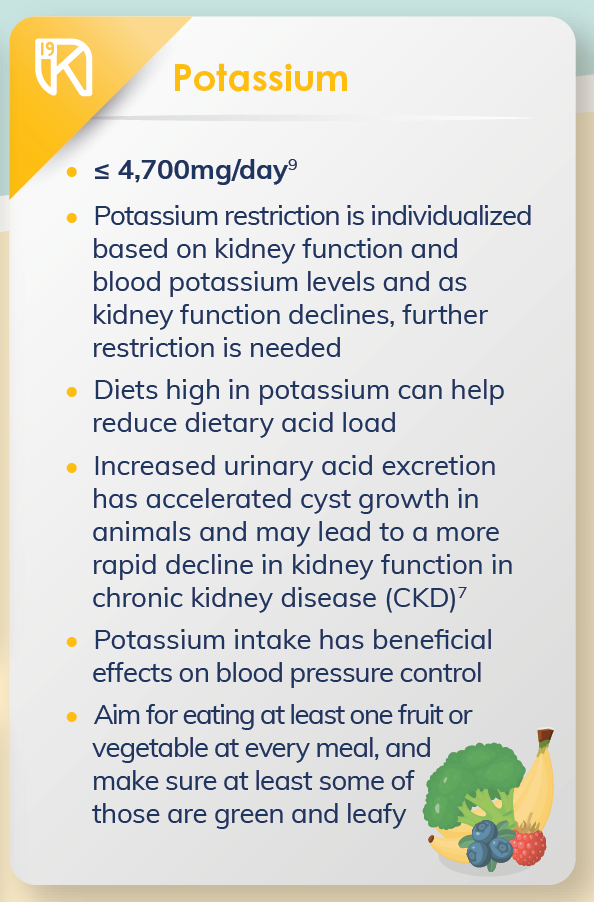 19
K
Potassium
• ≤ 4,700mg/day⁹
• Potassium restriction is individualized
based on kidney function and
blood potassium levels and as
kidney function declines, further
restriction is needed
• Diets high in potassium can help
reduce dietary acid load
• Increased urinary acid excretion
has accelerated cyst growth in
animals and may lead to a more
rapid decline in kidney function in
chronic kidney disease (CKD)⁷
• Potassium intake has beneficial
effects on blood pressure control
• Aim for eating at least one fruit or
vegetable at every meal, and
make sure at least some of
those are green and leafy